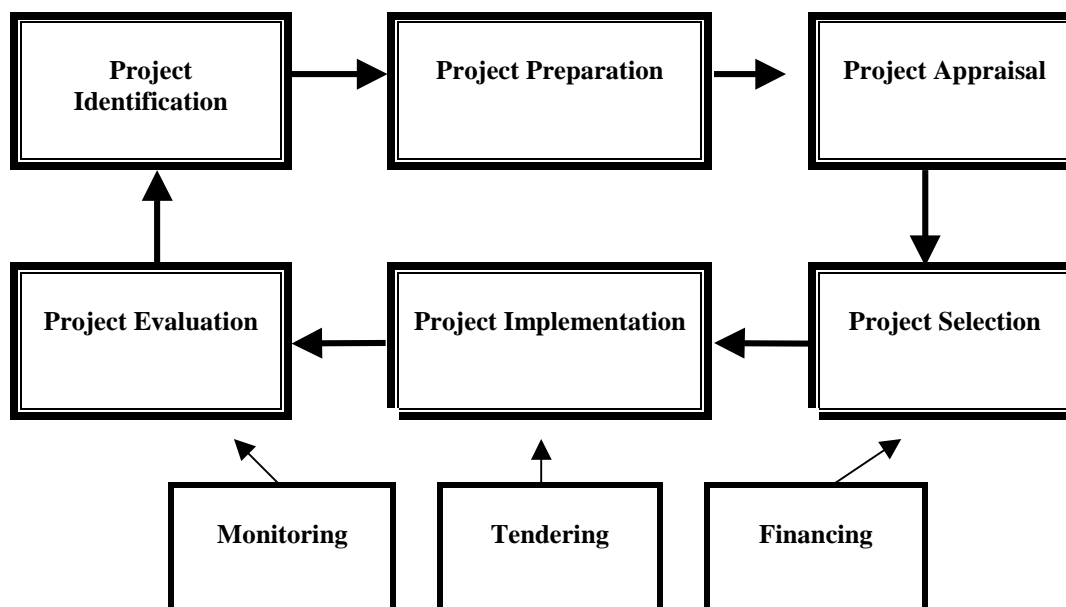 Project
Identification
Project Preparation
Project Appraisal
Project Evaluation
Project Implementation
Project Selection
Monitoring
Tendering
Financing